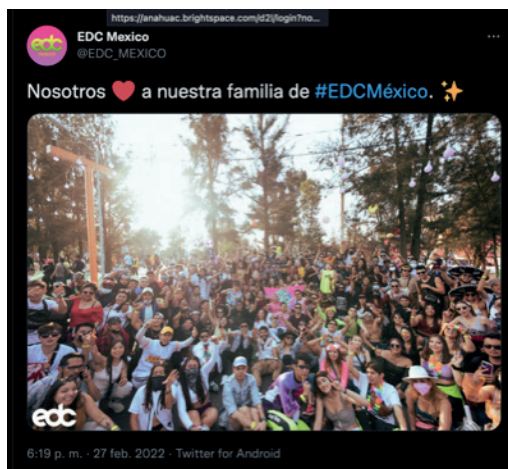 https://anahuac.brightspace.com/d2l/login?no...
edc
EDC Mexico
@EDC_MEXICO
Nosotros ❤️ a nuestra familia de #EDCMéxico. ✨
edc
6:19 p. m. · 27 feb. 2022 · Twitter for Android